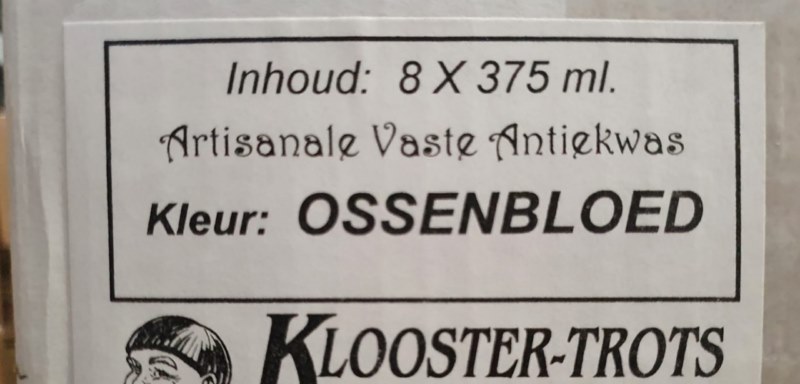 Inhoud: 8 X 375 ml.
Artisanale Vaste Antiekwas
Kleur: OSSENBLOED
KLOOSTER-TROTS